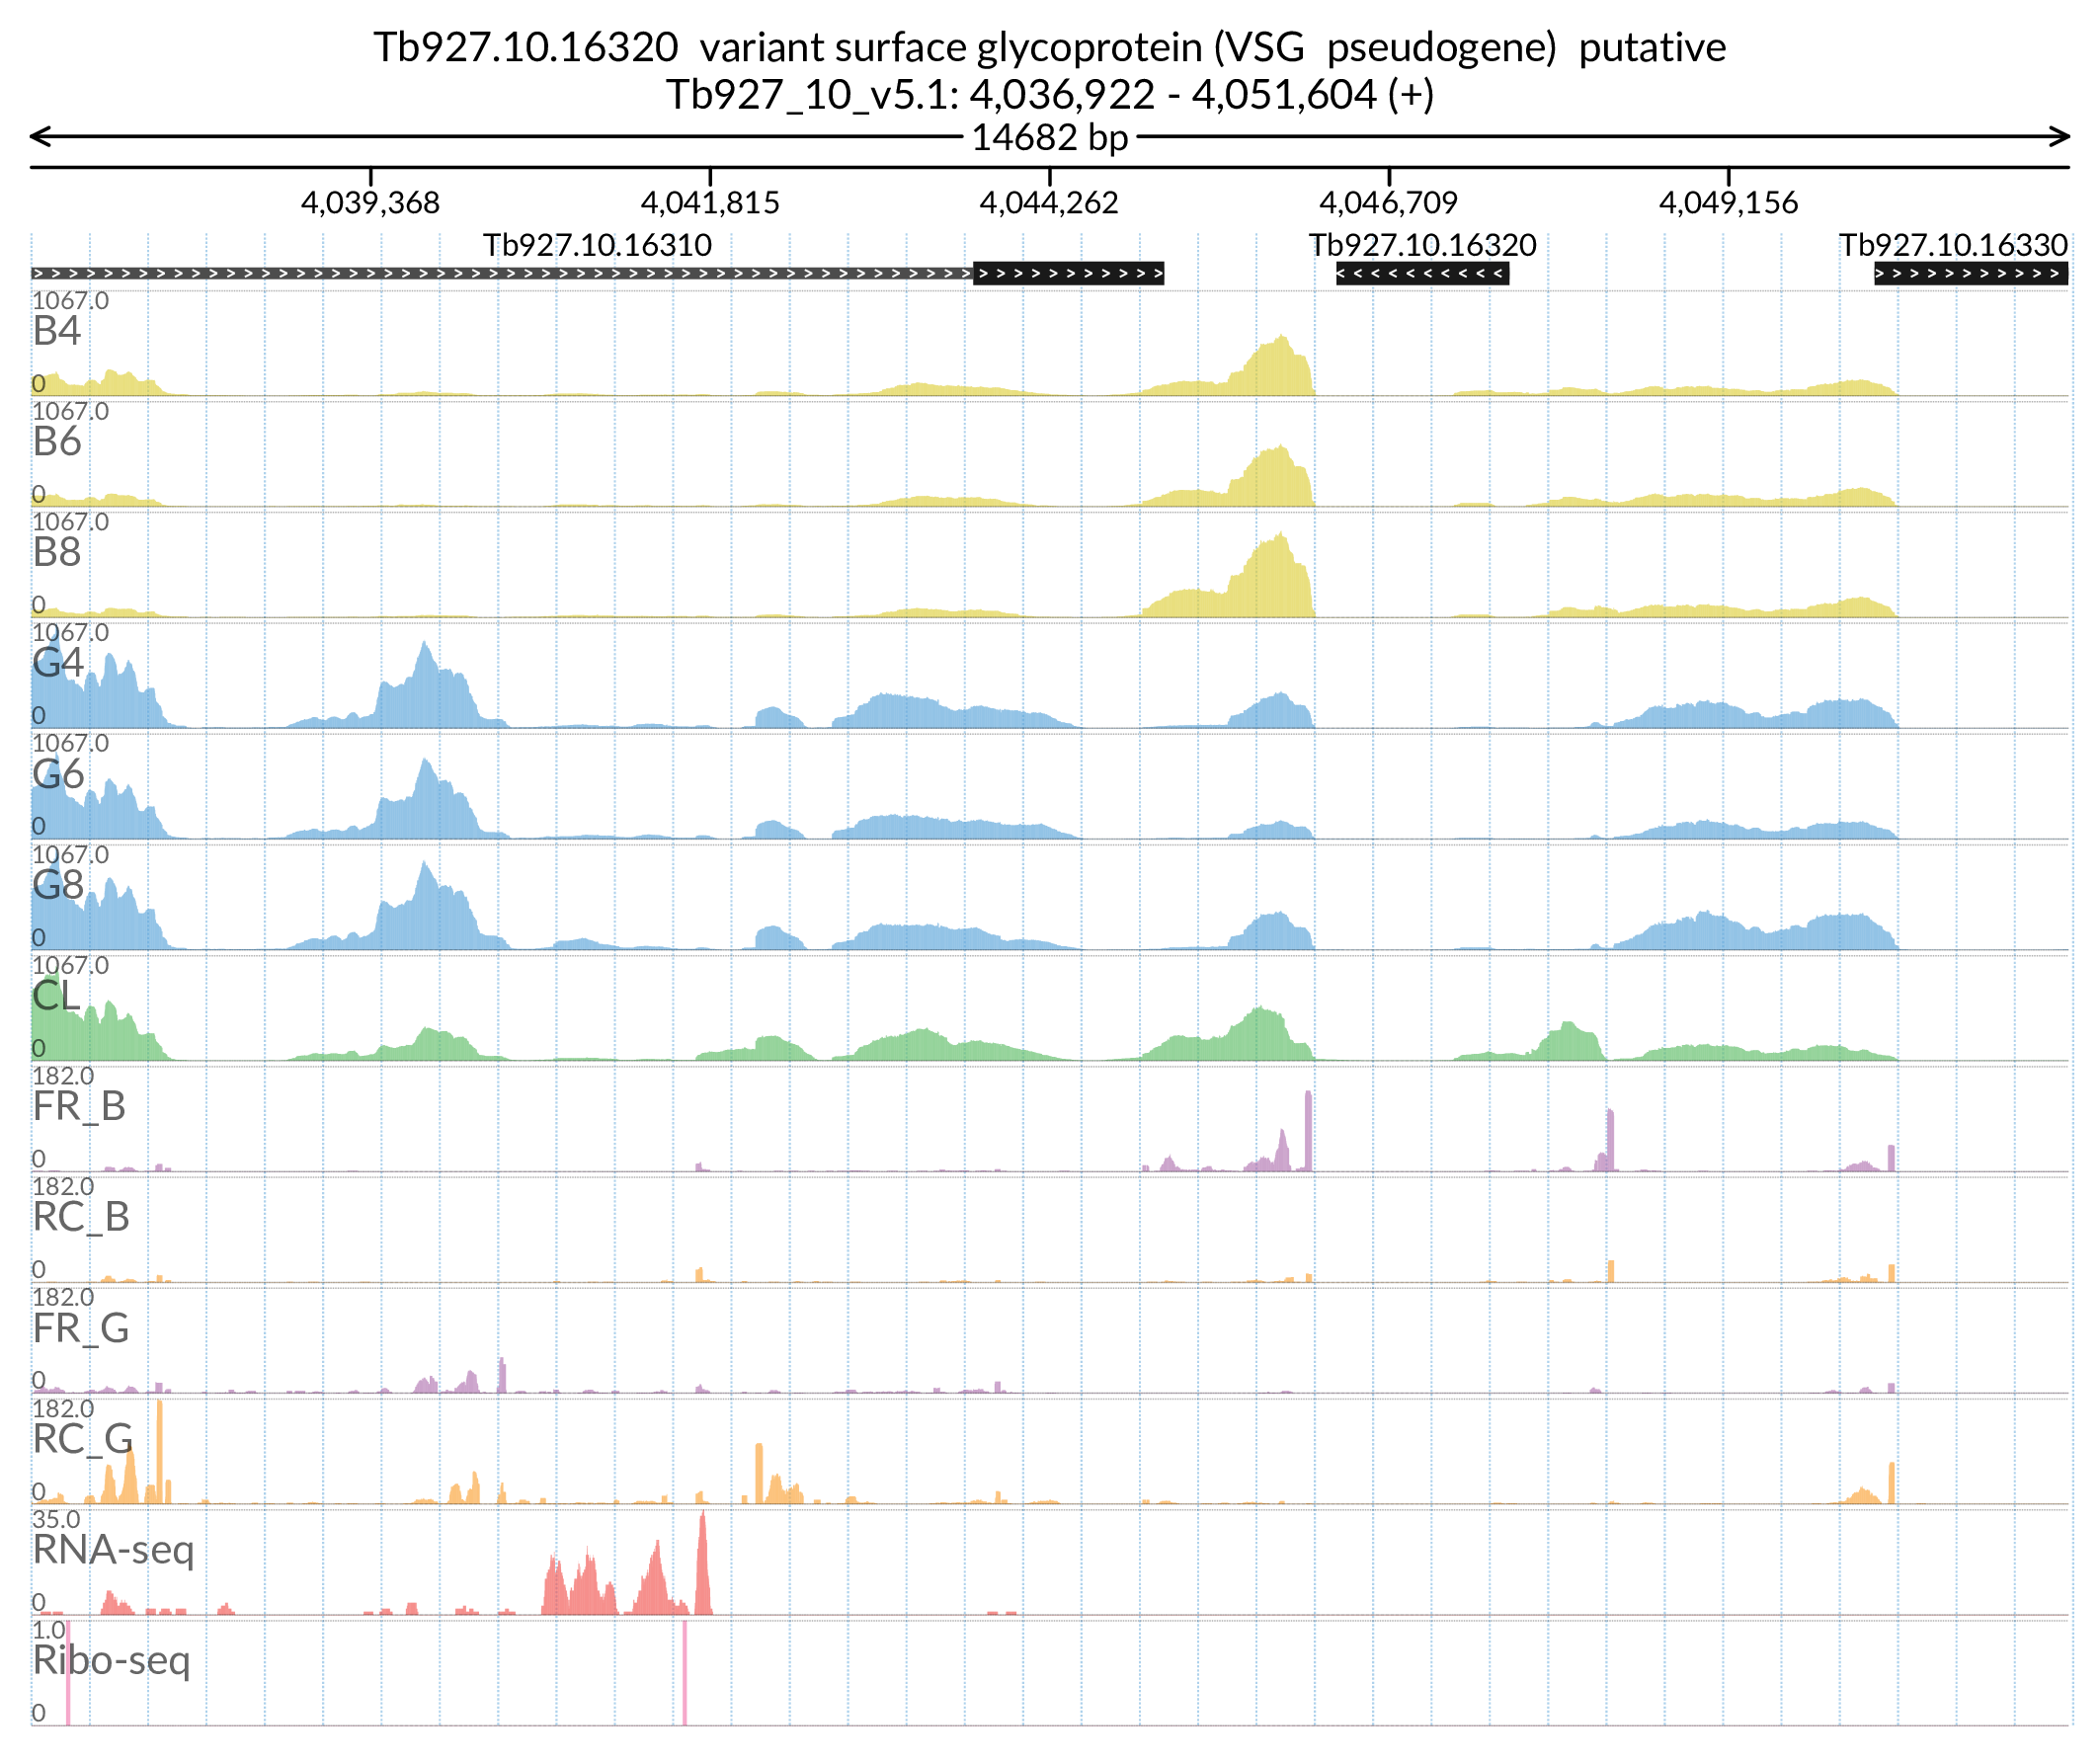 Tb927.10.16320  variant surface glycoprotein (VSG  pseudogene)  putative
Tb927_10_v5.1: 4,036,922 - 4,051,604 (+)
14682 bp
4,039,368 4,041,815 4,044,262 4,046,709 4,049,156
Tb927.10.16310 Tb927.10.16320 Tb927.10.16330
1067.0
B4
0
1067.0
B6
0
1067.0
B8
0
1067.0
G4
0
1067.0
G6
0
1067.0
G8
0
1067.0
CL
0
182.0
FR_B
0
182.0
RC_B
0
182.0
FR_G
0
182.0
RC_G
0
35.0
RNA-seq
0
1.0
Ribo-seq
0